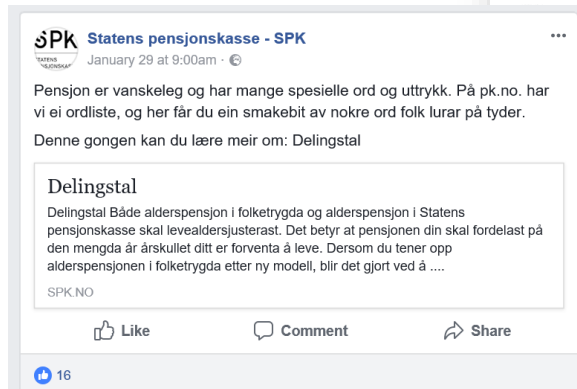 SPK
STATENS
PENSJONSKASSE
Statens pensjonskasse - SPK
January 29 at 9:00am ·
Pensjon er vanskeleg og har mange spesielle ord og uttrykk. På pk.no. har
vi ei ordliste, og her får du ein smakebit av nokre ord folk lurar på tyder.
Denne gongen kan du lære meir om: Delingstal
Delingstal
Delingstal Både alderspensjon i folketrygda og alderspensjon i Statens
pensjonskasse skal levealdersjusterast. Det betyr at pensjonen din skal fordelast på
den mengda år årskullet ditt er forventa å leve. Dersom du tener opp
alderspensjonen i folketrygda etter ny modell, blir det gjort ved å ....
SPK.NO
Like
Comment
Share
16